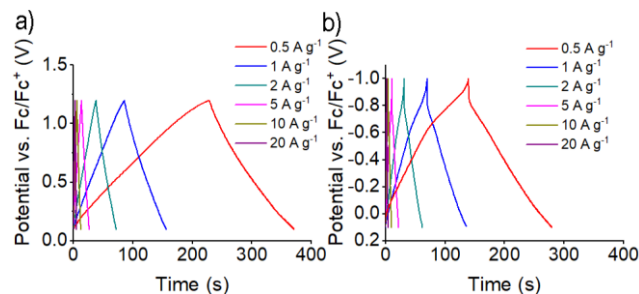 a)
Potential vs. Fc/Fc⁺ (V)
1.5
1.0
0.5
0.0
0 100 200 300 400
Time (s)
0.5 A g⁻¹
1 A g⁻¹
2 A g⁻¹
5 A g⁻¹
10 A g⁻¹
20 A g⁻¹
b)
Potential vs. Fc/Fc⁺ (V)
-1.0
-0.8
-0.6
-0.4
-0.2
0.0
0.2
0 100 200 300 400
Time (s)
0.5 A g⁻¹
1 A g⁻¹
2 A g⁻¹
5 A g⁻¹
10 A g⁻¹
20 A g⁻¹